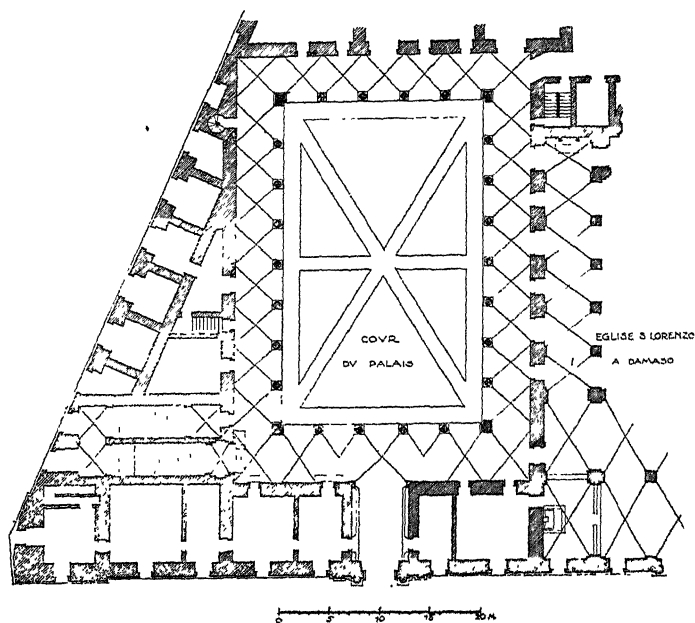 COVR
DV PALAIS
EGLISE S LORENZO
A DAMASO
0 5 10 15 20 M.